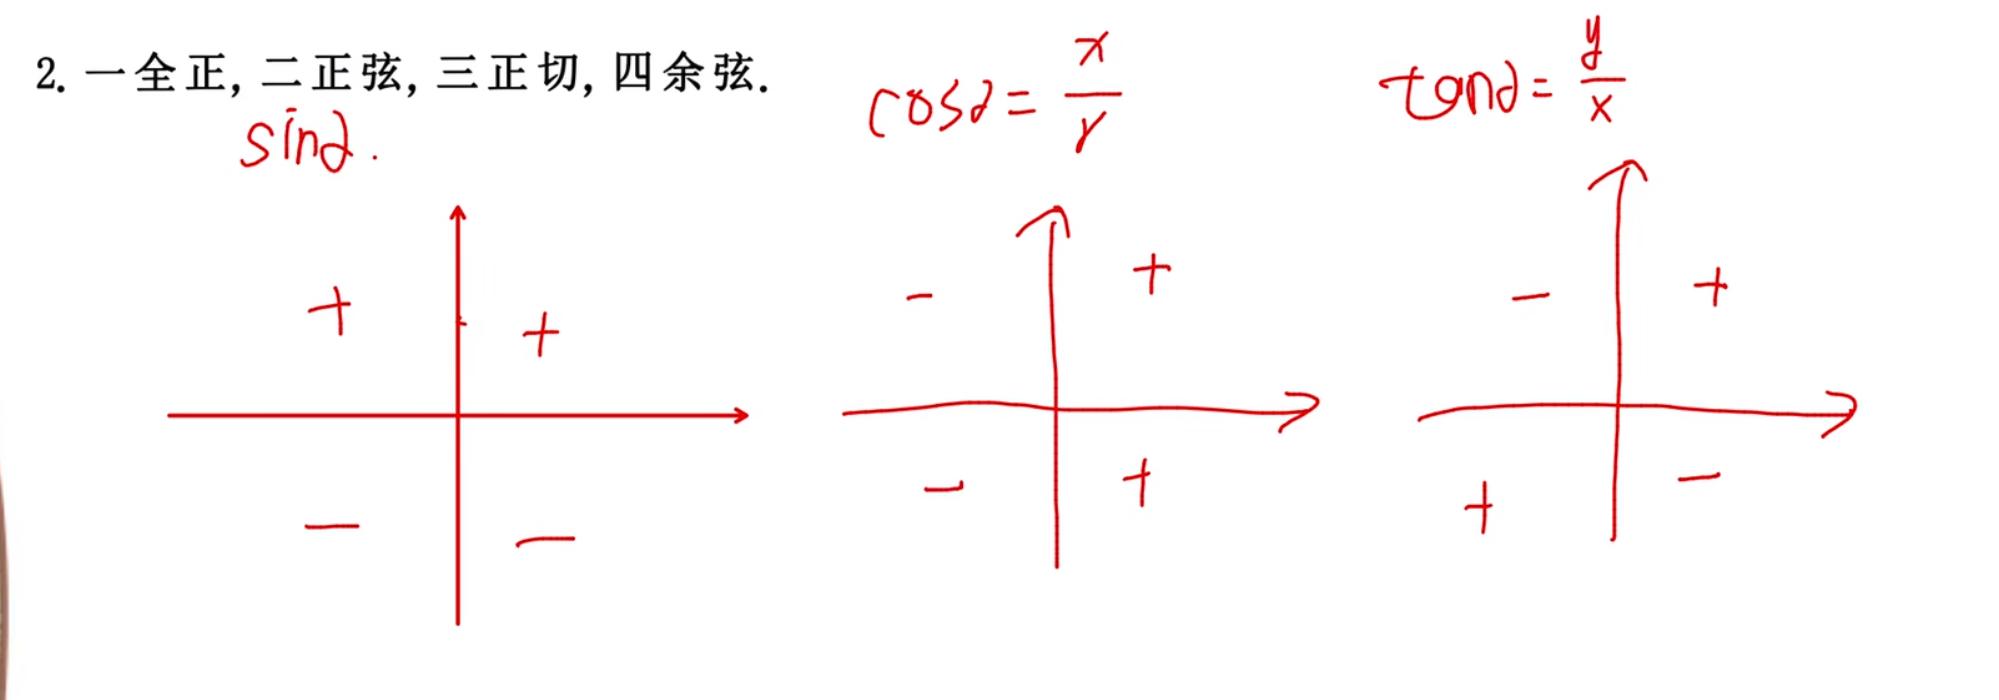 2. 一全正, 二正弦, 三正切, 四余弦.
sinα.
cosα = x/r
tanα = y/x
+ +
- -
- +
- +
- +
+ -